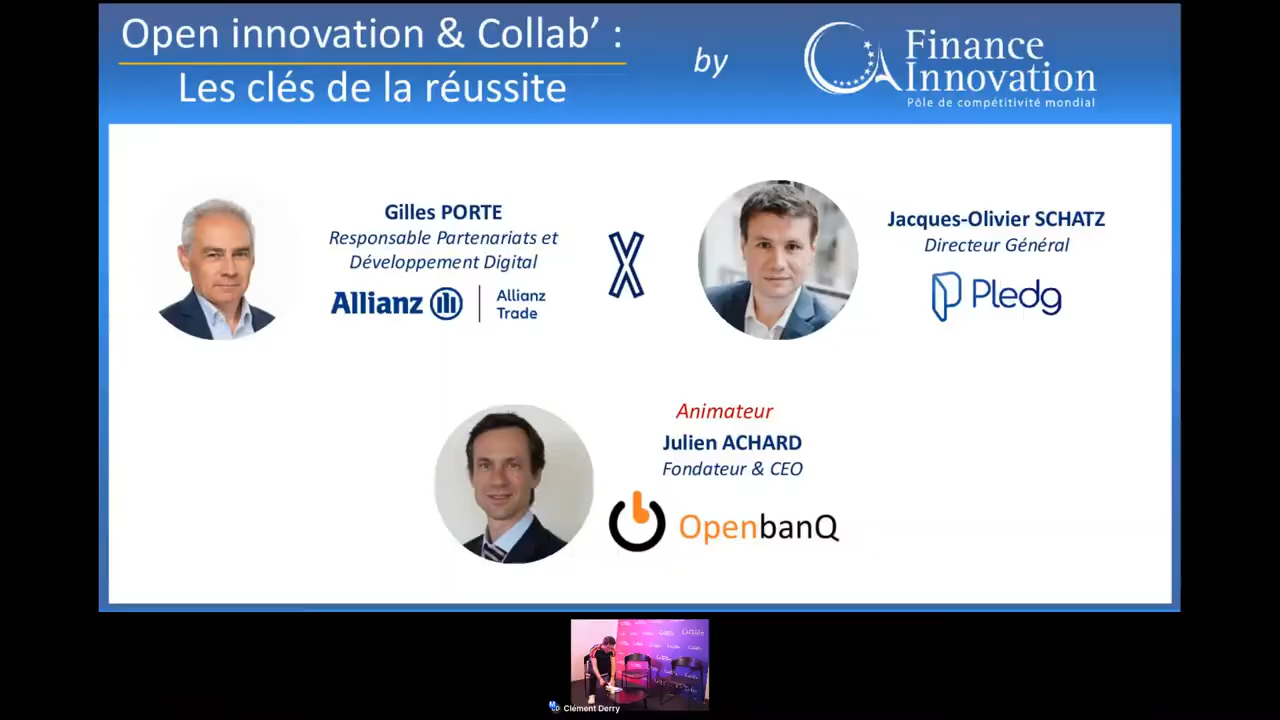 Open innovation & Collab’ :
Les clés de la réussite
by
Finance
Innovation
Pôle de compétitivité mondial
Gilles PORTE
Responsable Partenariats et
Développement Digital
Allianz
Allianz
Trade
X
Jacques-Olivier SCHATZ
Directeur Général
Pledg
Animateur
Julien ACHARD
Fondateur & CEO
OpenbanQ
Clément Derry